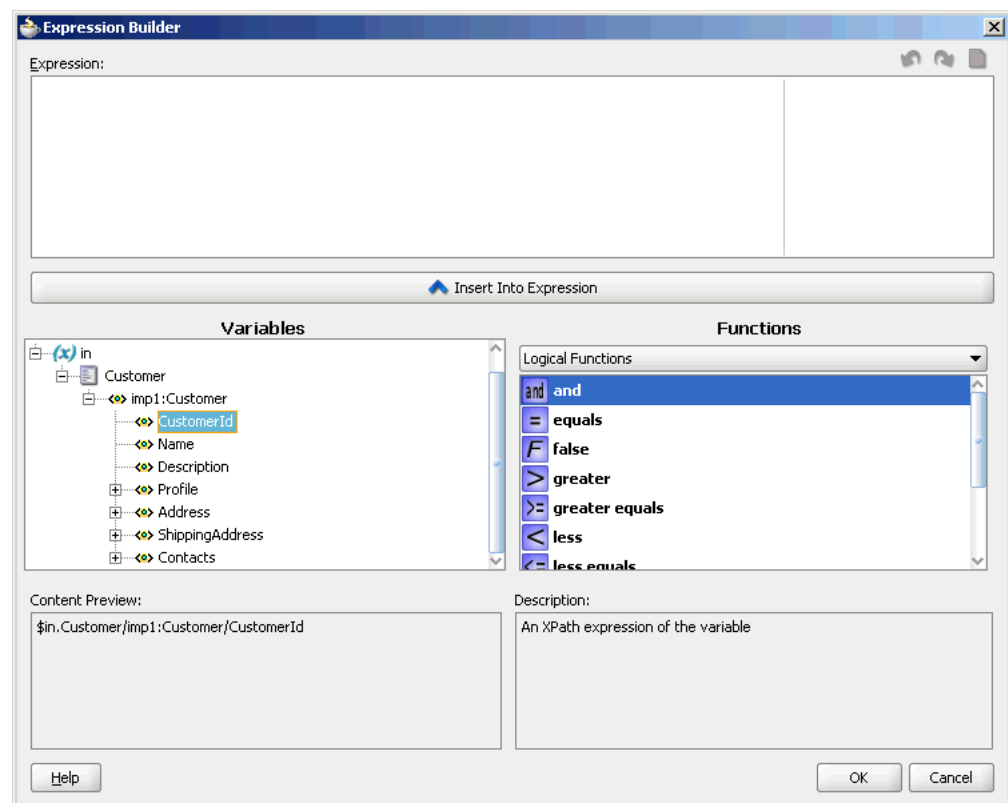 Expression Builder
Expression:
Insert Into Expression
Variables
Functions
(x) in
Customer
imp1:Customer
CustomerId
Name
Description
Profile
Address
ShippingAddress
Contacts
Logical Functions
and and
= equals
F false
> greater
>= greater equals
< less
<= less equals
Content Preview:
$in.Customer/imp1:Customer/CustomerId
Description:
An XPath expression of the variable
Help
OK
Cancel